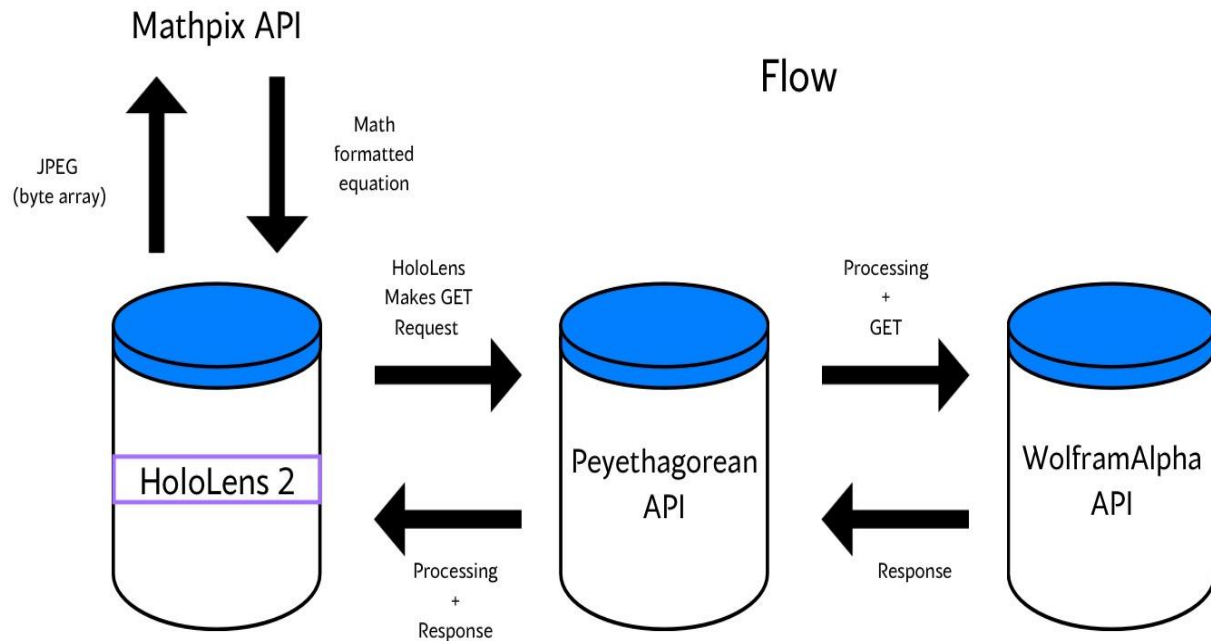 Mathpix API
Flow
JPEG
(byte array)
Math
formatted
equation
HoloLens
Makes GET
Request
Processing
+
GET
HoloLens 2
Peyethagorean
API
WolframAlpha
API
Processing
+
Response
Response